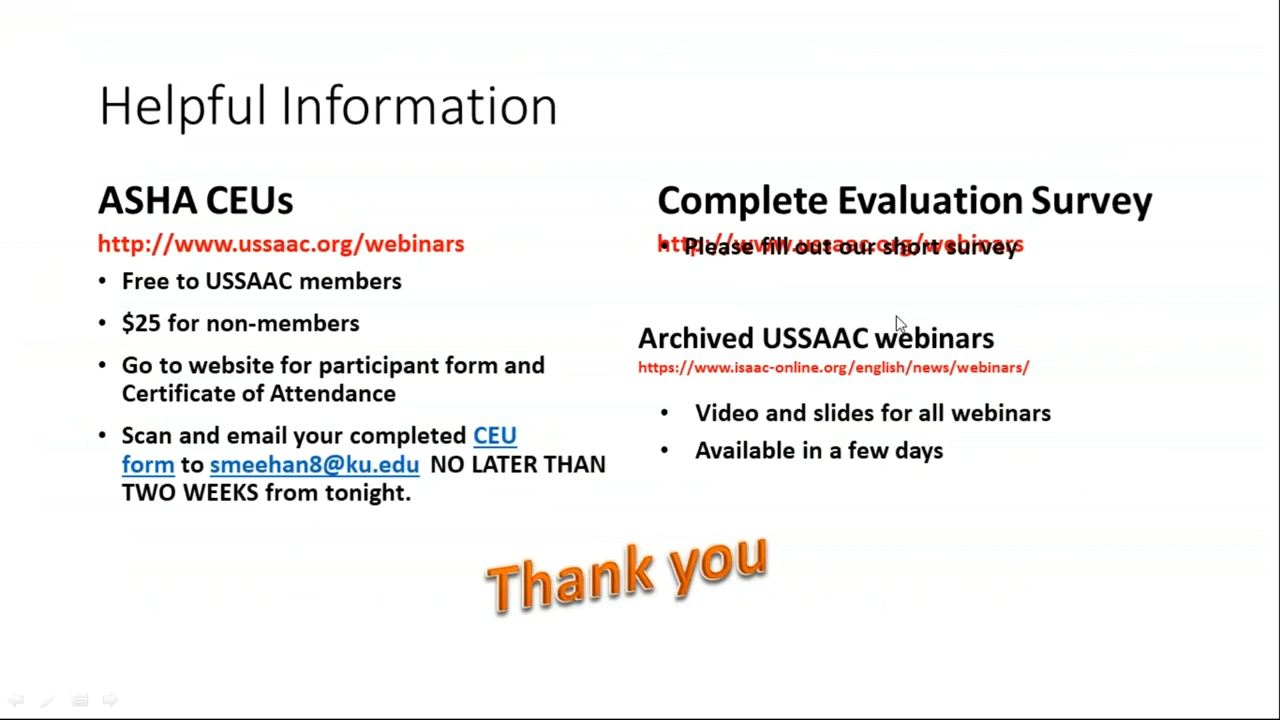 Helpful Information
ASHA CEUs
http://www.ussaac.org/webinars
• Free to USSAAC members
• $25 for non-members
• Go to website for participant form and
Certificate of Attendance
• Scan and email your completed CEU
form to smeehan8@ku.edu NO LATER THAN
TWO WEEKS from tonight.
Complete Evaluation Survey
http://www.ussaac.org/webinars
• Please fill out our short survey
Archived USSAAC webinars
https://www.isaac-online.org/english/news/webinars/
• Video and slides for all webinars
• Available in a few days
Thank you